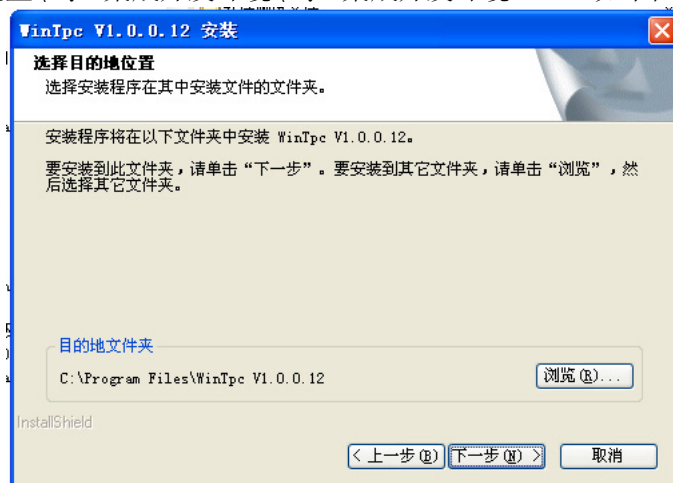 WinTpc V1.0.0.12 安装
选择目的地位置
选择安装程序在其中安装文件的文件夹。
安装程序将在以下文件夹中安装 WinTpc V1.0.0.12。
要安装到此文件夹，请单击“下一步”。要安装到其它文件夹，请单击“浏览”，然
后选择其它文件夹。
目的地文件夹
C:\Program Files\WinTpc V1.0.0.12
浏览(R)...
InstallShield
< 上一步(B)
下一步(N) >
取消